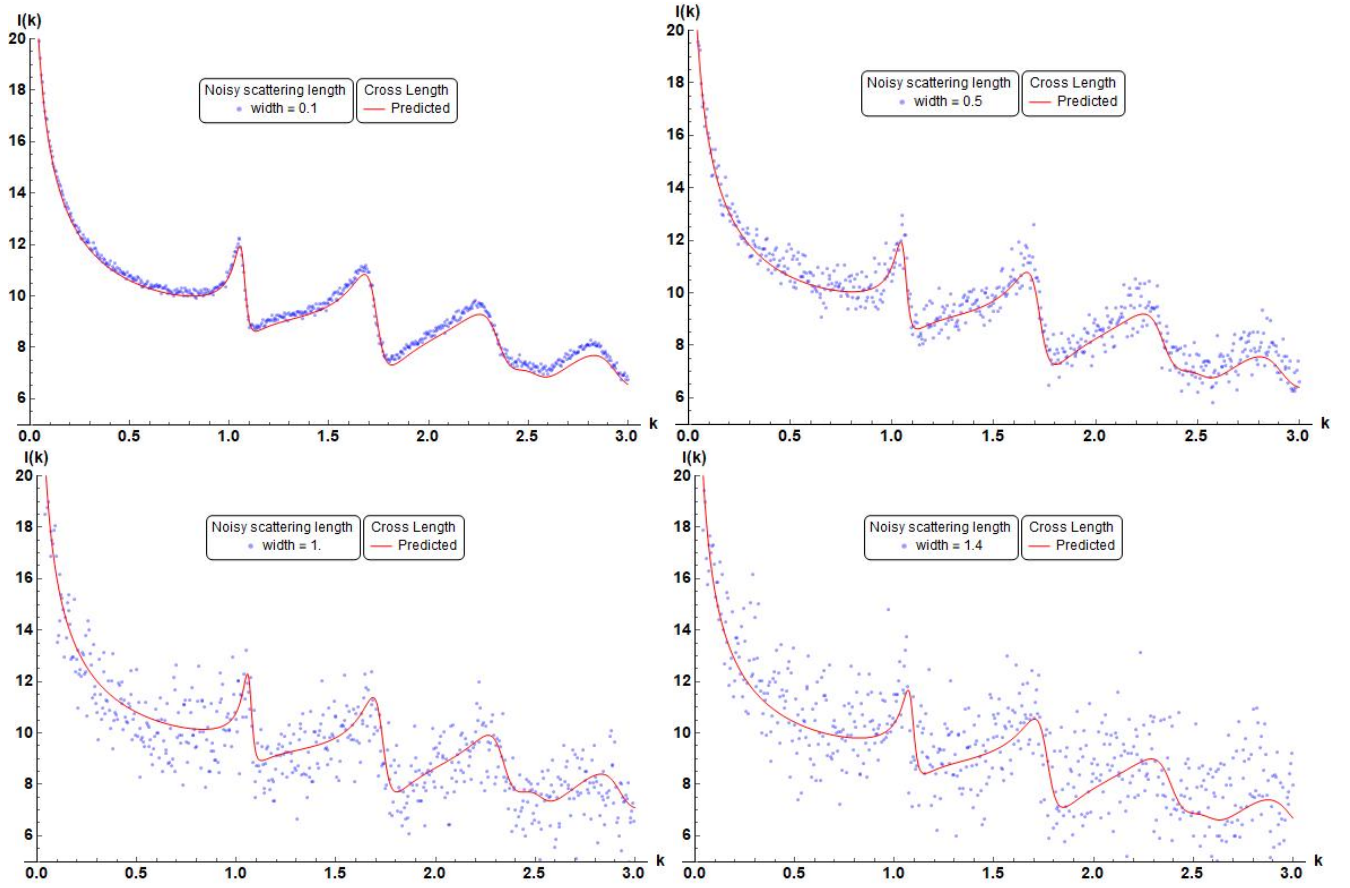 I(k)
20
18
16
14
12
10
8
6
0.0 0.5 1.0 1.5 2.0 2.5 3.0 k
Noisy scattering length Cross Length
width = 0.1 Predicted
I(k)
20
18
16
14
12
10
8
6
0.0 0.5 1.0 1.5 2.0 2.5 3.0 k
Noisy scattering length Cross Length
width = 0.5 Predicted
I(k)
20
18
16
14
12
10
8
6
0.0 0.5 1.0 1.5 2.0 2.5 3.0 k
Noisy scattering length Cross Length
width = 1. Predicted
I(k)
20
18
16
14
12
10
8
6
0.0 0.5 1.0 1.5 2.0 2.5 3.0 k
Noisy scattering length Cross Length
width = 1.4 Predicted